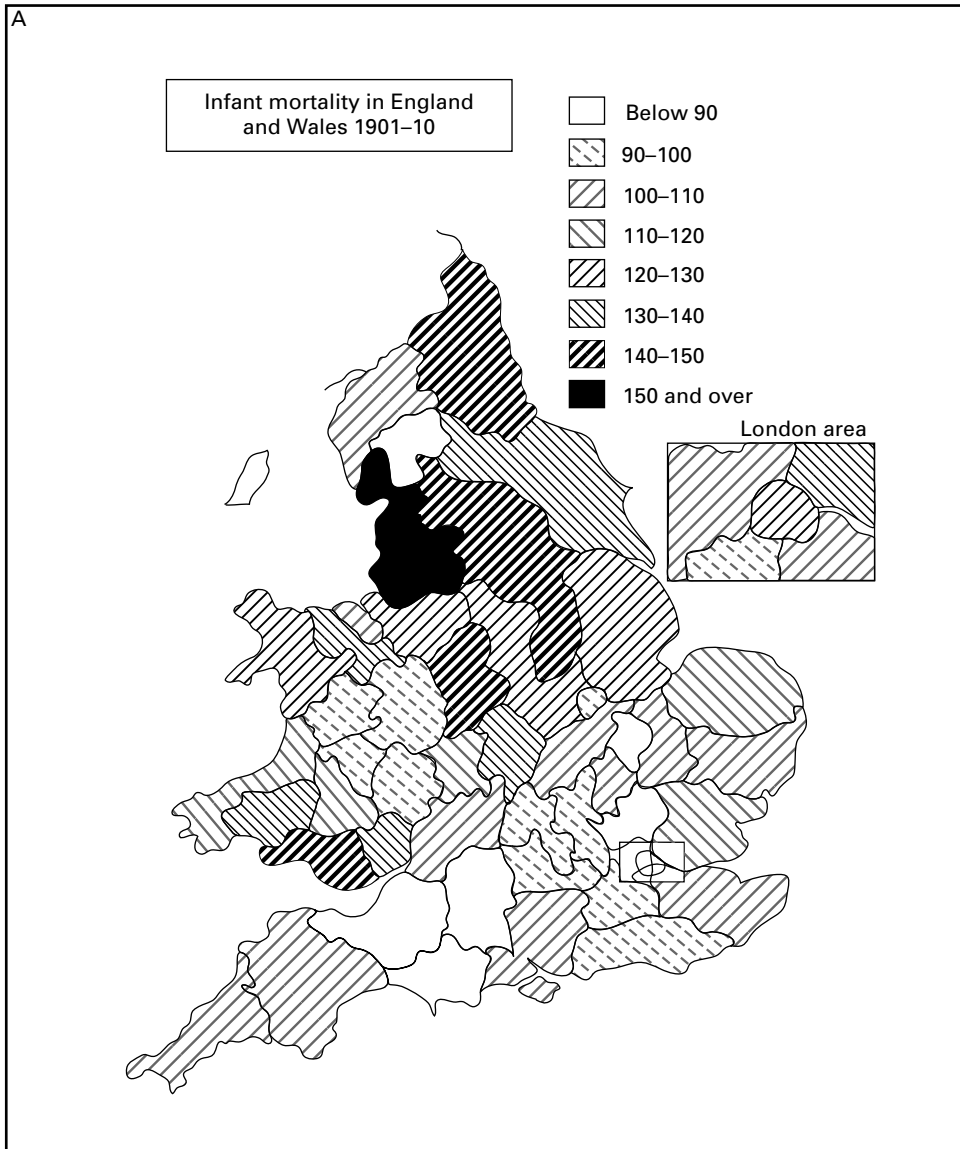 A
Infant mortality in England
and Wales 1901–10
Below 90
90–100
100–110
110–120
120–130
130–140
140–150
150 and over
London area